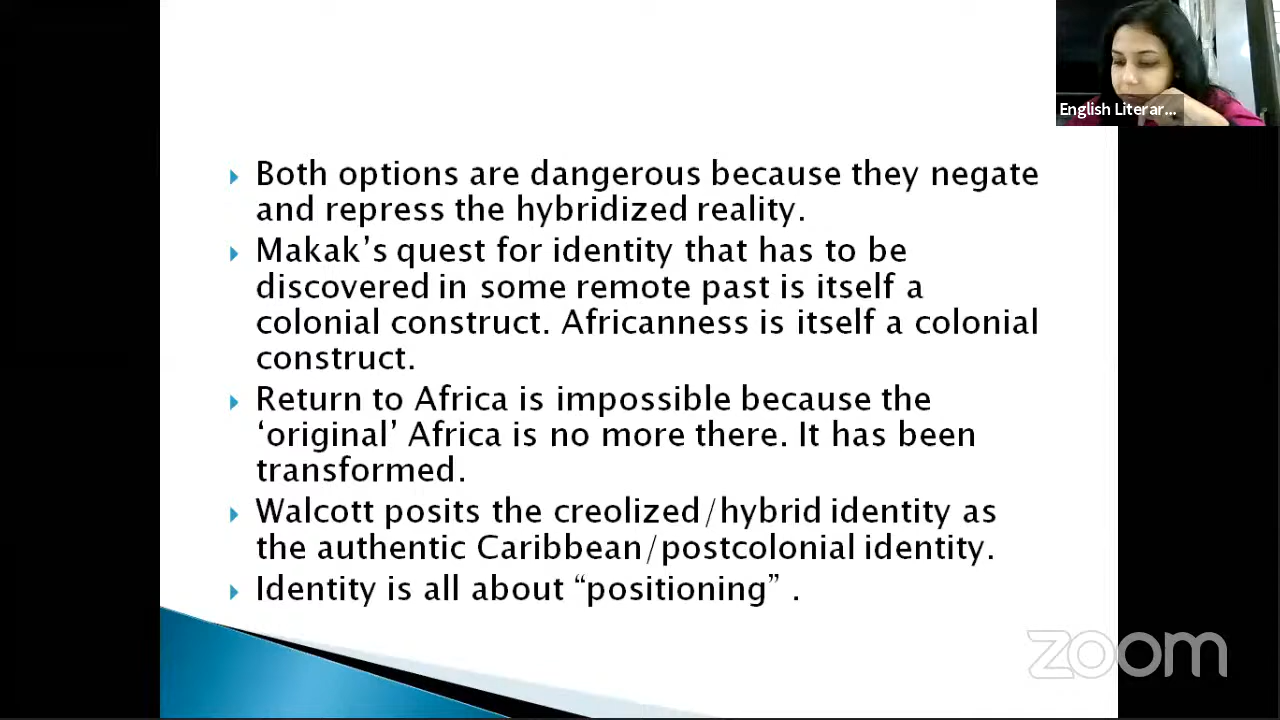 English Literar...
Both options are dangerous because they negate
and repress the hybridized reality.
Makak’s quest for identity that has to be
discovered in some remote past is itself a
colonial construct. Africanness is itself a colonial
construct.
Return to Africa is impossible because the
‘original’ Africa is no more there. It has been
transformed.
Walcott posits the creolized/hybrid identity as
the authentic Caribbean/postcolonial identity.
Identity is all about “positioning” .
zoom